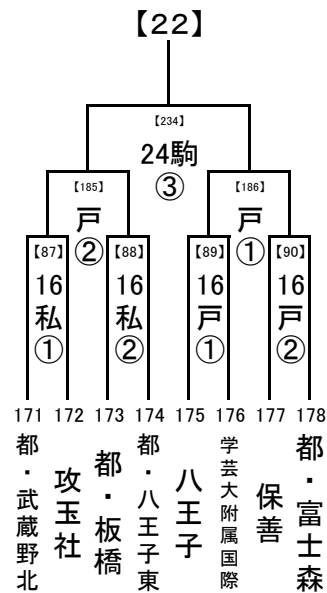 【22】
【234】
24駒
③
【185】
戸
②
【186】
戸
①
【87】
16
私
①
【88】
16
私
②
【89】
16
戸
①
【90】
16
戸
②
171
172
173
174
175
176
177
178
都・武蔵野北
攻玉社
都・板橋
都・八王子東
八王子
学芸大附属国際
保善
都・富士森